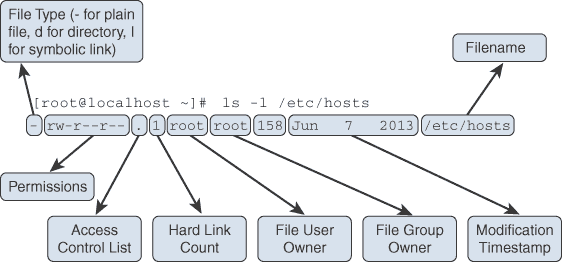 File Type (- for plain
file, d for directory, l
for symbolic link)
Filename
[root@localhost ~]# ls -l /etc/hosts
- rw-r--r-- . 1 root root 158 Jun 7 2013 /etc/hosts
Permissions
Access
Control List
Hard Link
Count
File User
Owner
File Group
Owner
Modification
Timestamp